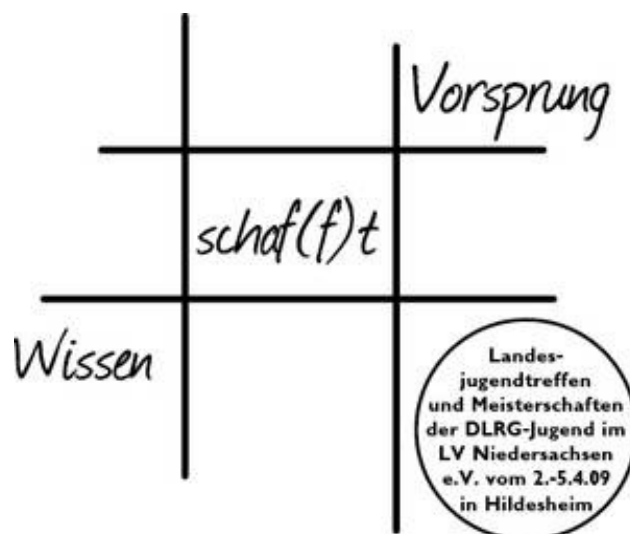 Vorsprung
schaf(f)t
Wissen
Landes-
jugendtreffen
und Meisterschaften
der DLRG-Jugend im
LV Niedersachsen
e.V. vom 2.-5.4.09
in Hildesheim